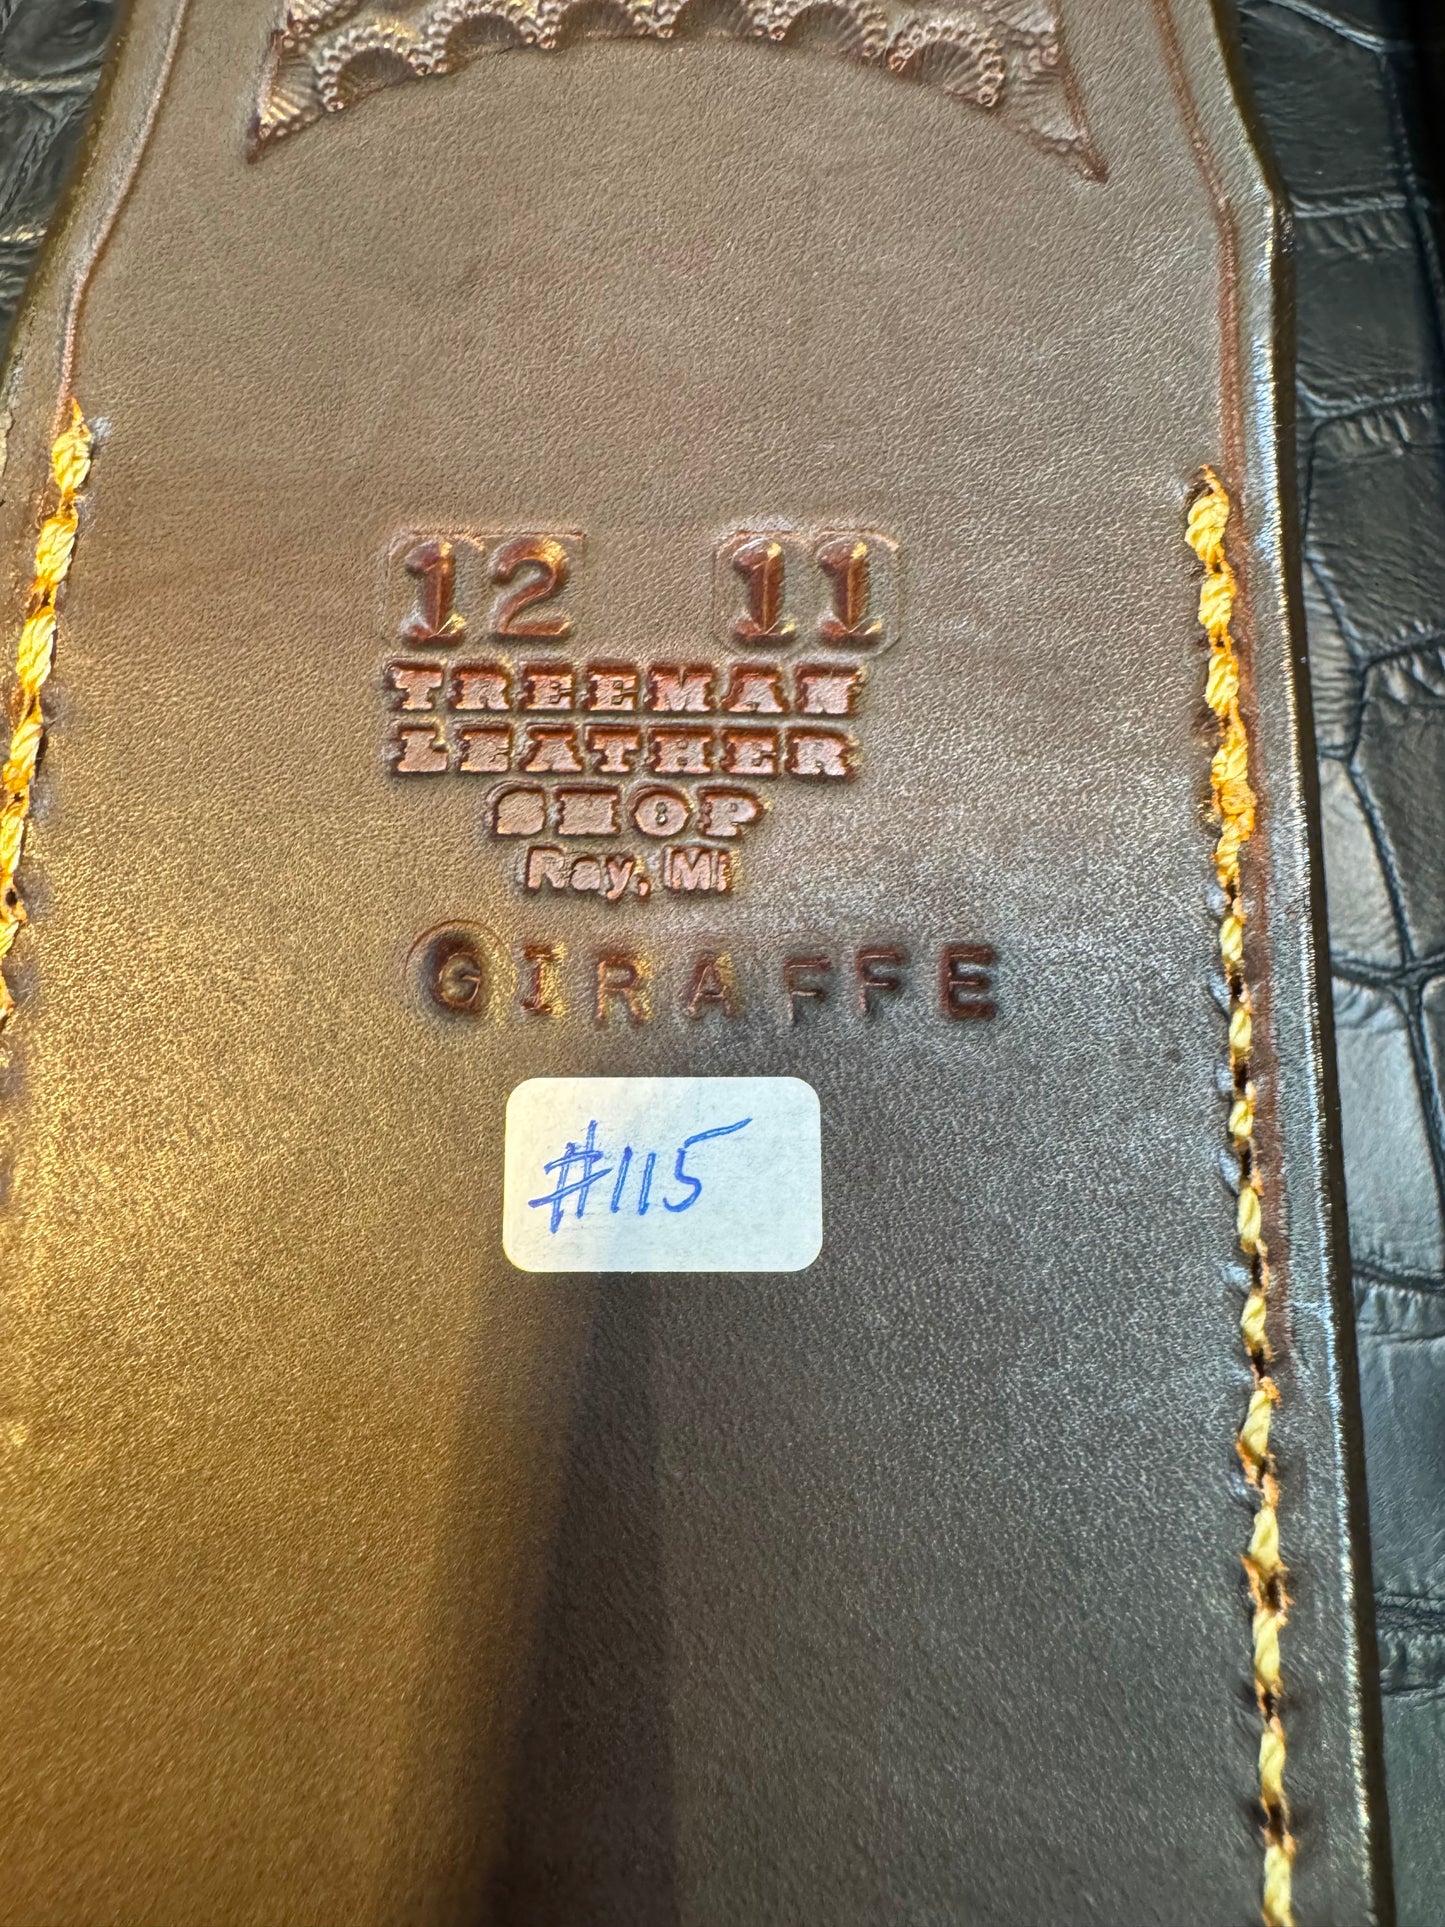 12 11
TREEMAN
LEATHER
SHOP
Ray, Mi
GIRAFFE
#115